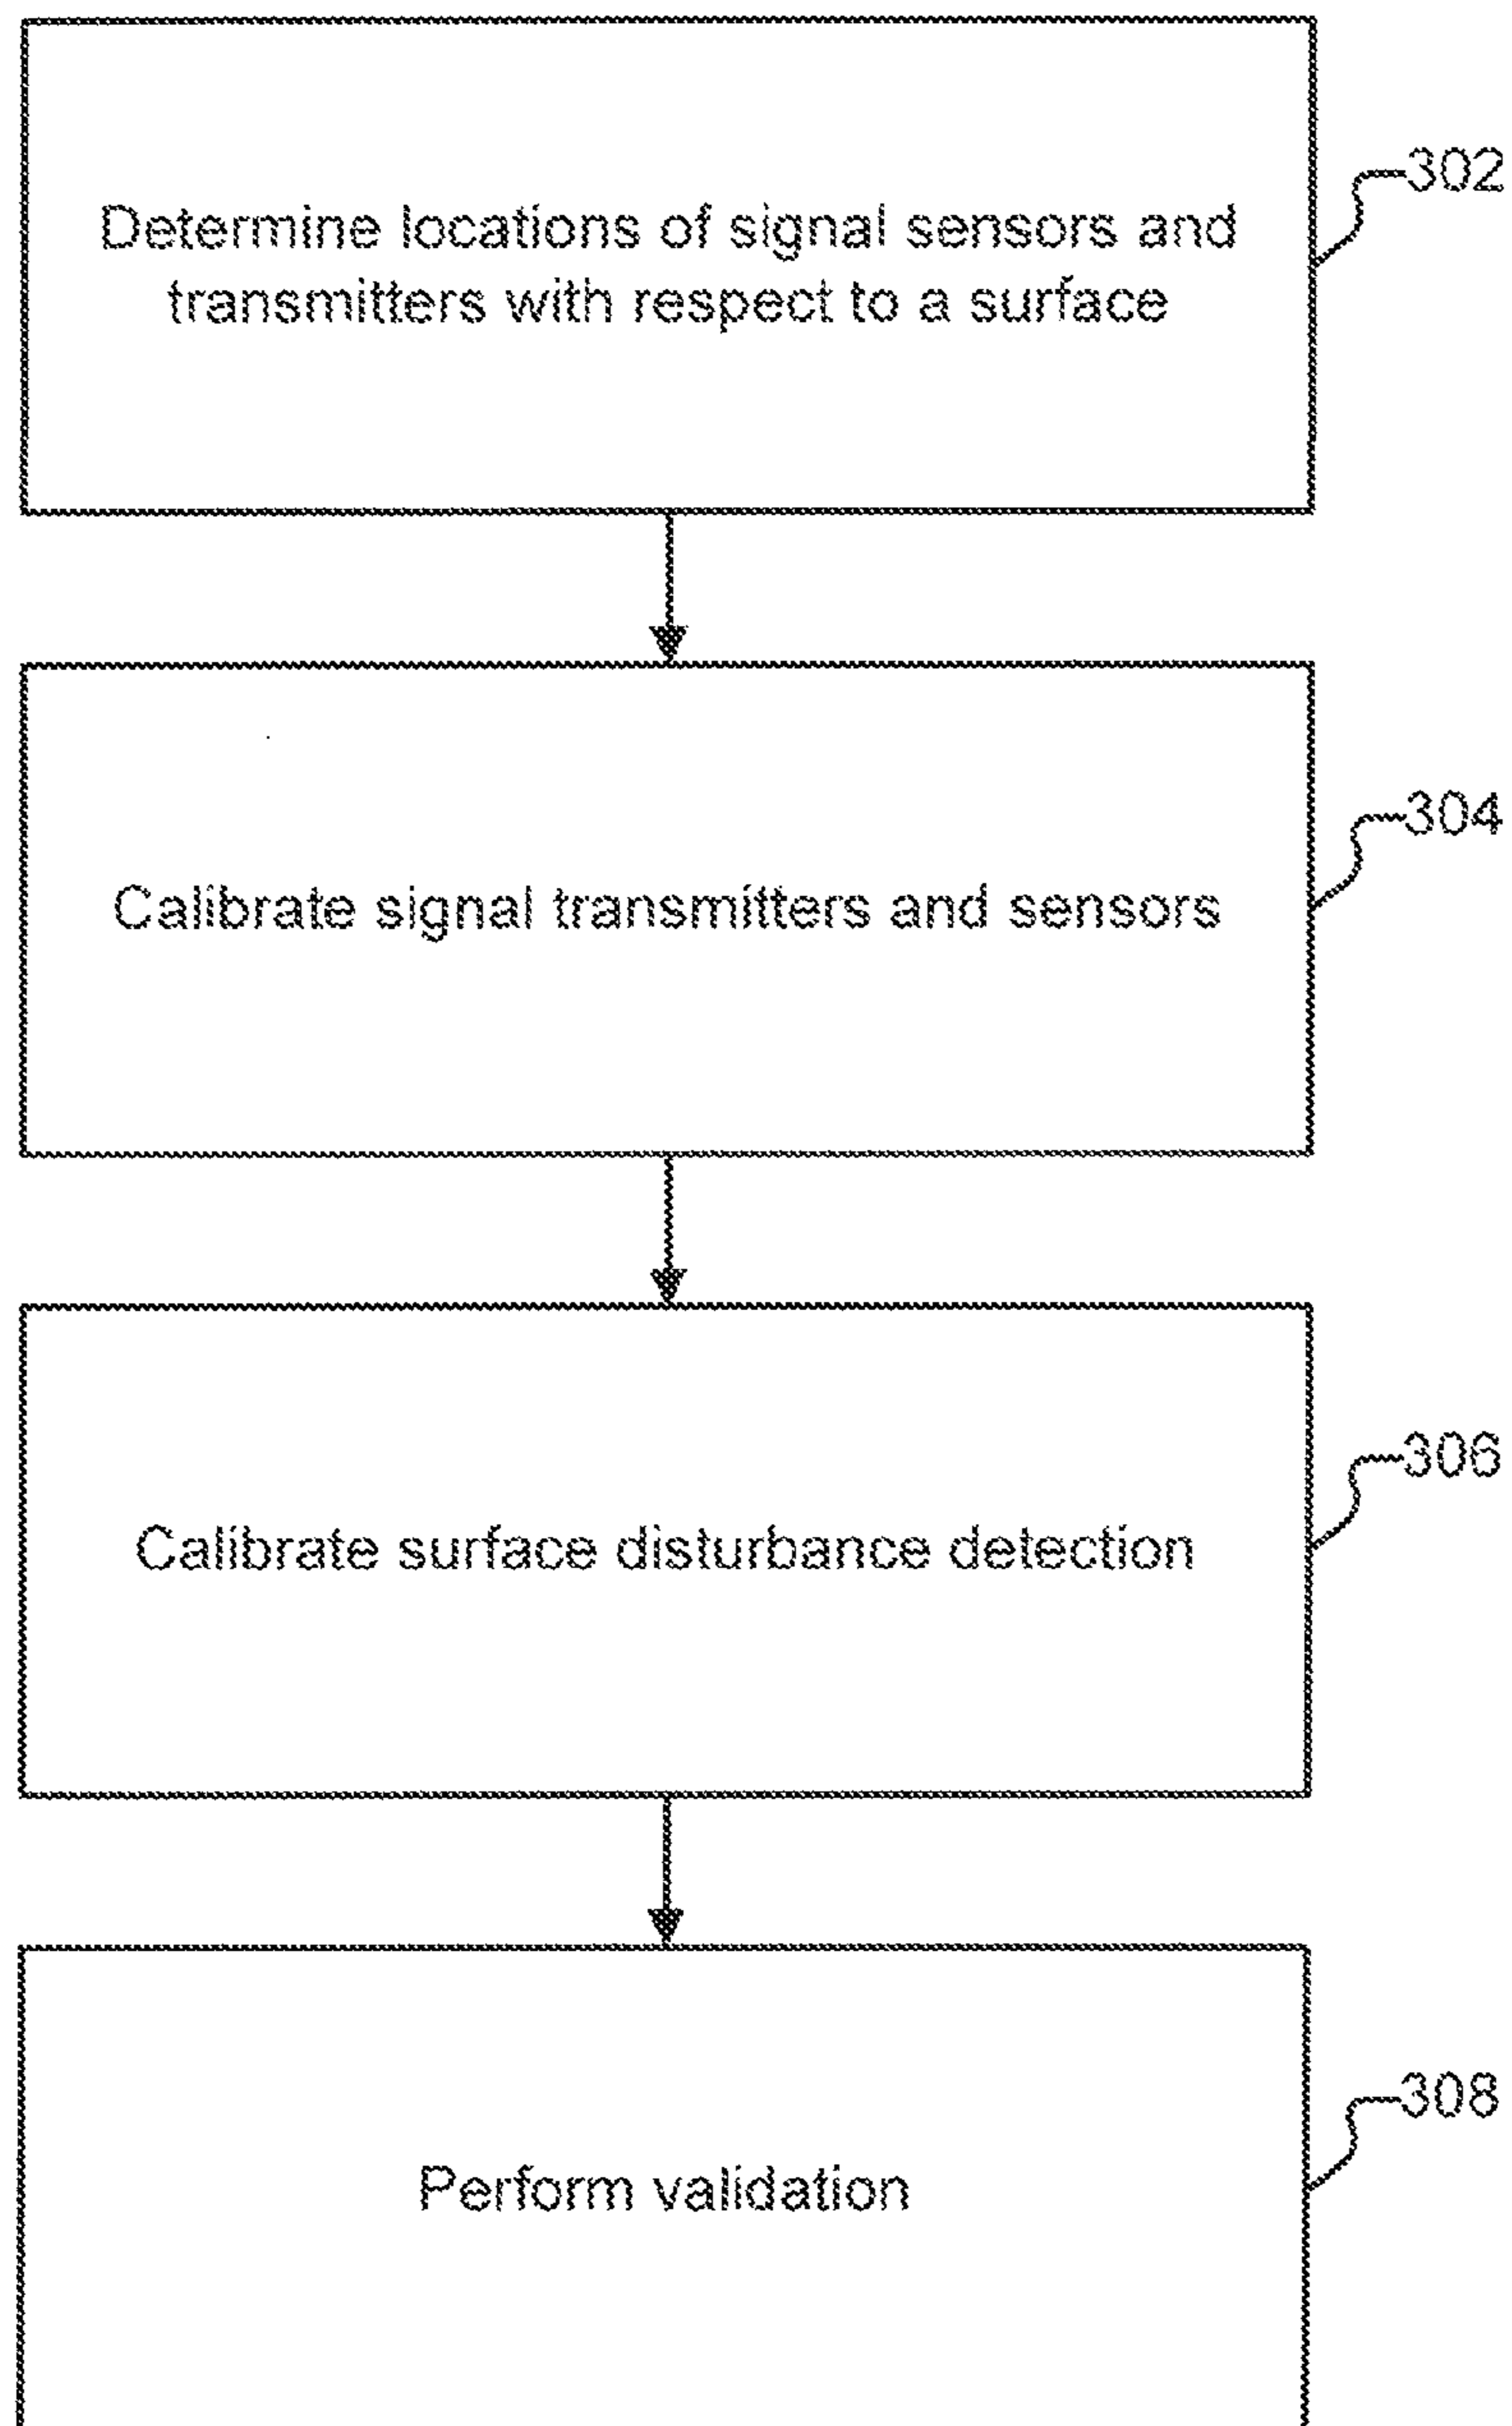 302
Determine locations of signal sensors and
transmitters with respect to a surface
304
Calibrate signal transmitters and sensors
306
Calibrate surface disturbance detection
308
Perform validation